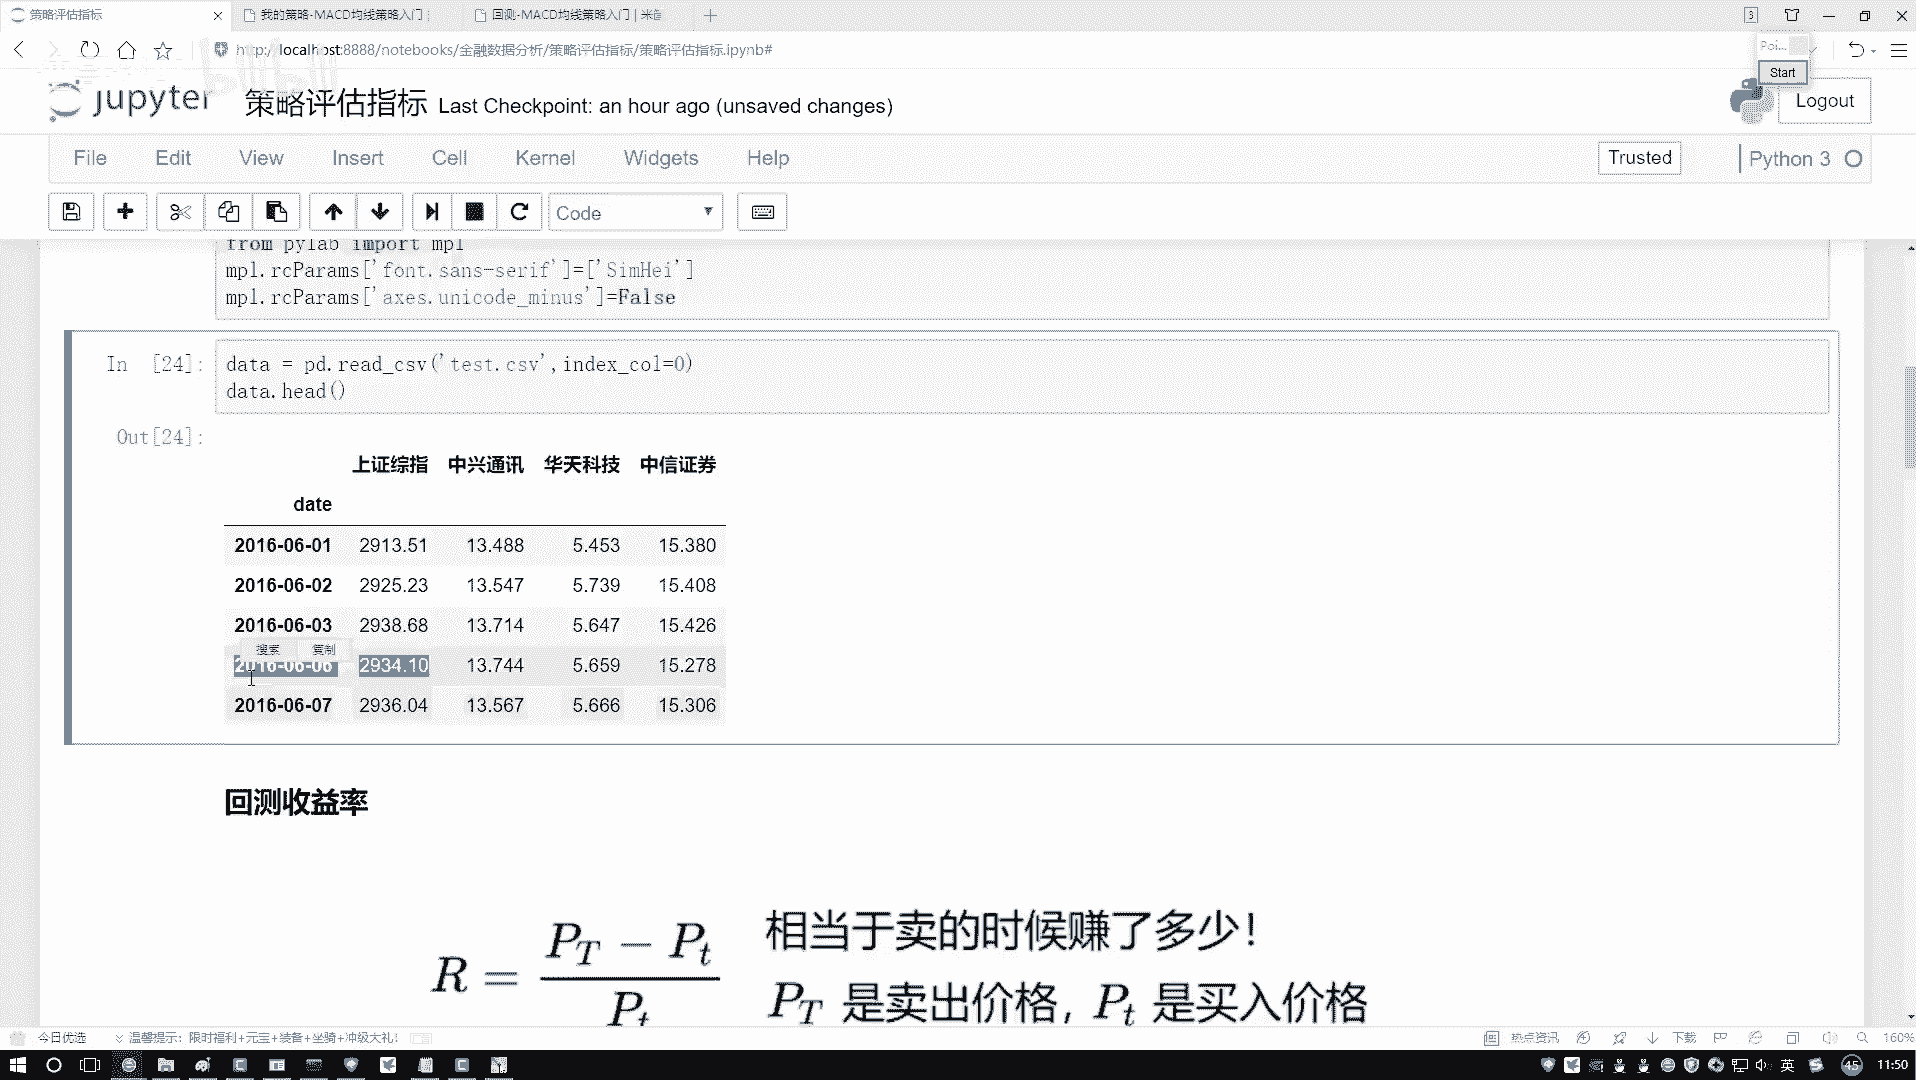 策略评估指标
我的策略-MACD均线策略入门
回测-MACD均线策略入门 | 米
3
http://localhost:8888/notebooks/金融数据分析/策略评估指标/策略评估指标.ipynb#
Poi...
Start
jupyter 策略评估指标 Last Checkpoint: an hour ago (unsaved changes)
Logout
File Edit View Insert Cell Kernel Widgets Help
Trusted
Python 3
Code
from pylab import mpl
mpl.rcParams['font.sans-serif']=['SimHei']
mpl.rcParams['axes.unicode_minus']=False
In [24]: data = pd.read_csv('test.csv',index_col=0)
data.head()
Out[24]:
上证综指 中兴通讯 华天科技 中信证券
date
2016-06-01 2913.51 13.488 5.453 15.380
2016-06-02 2925.23 13.547 5.739 15.408
2016-06-03 2938.68 13.714 5.647 15.426
搜索 复制
2016-06-06 2934.10 13.744 5.659 15.278
2016-06-07 2936.04 13.567 5.666 15.306
回测收益率
R = (P_T − P_t) / P_t
相当于卖的时候赚了多少!
P_T 是卖出价格, P_t 是买入价格
今日优选 温馨提示: 限时福利+元宝+装备+坐骑+冲级大礼!
热点资讯 下载 160%
英 45 11:50